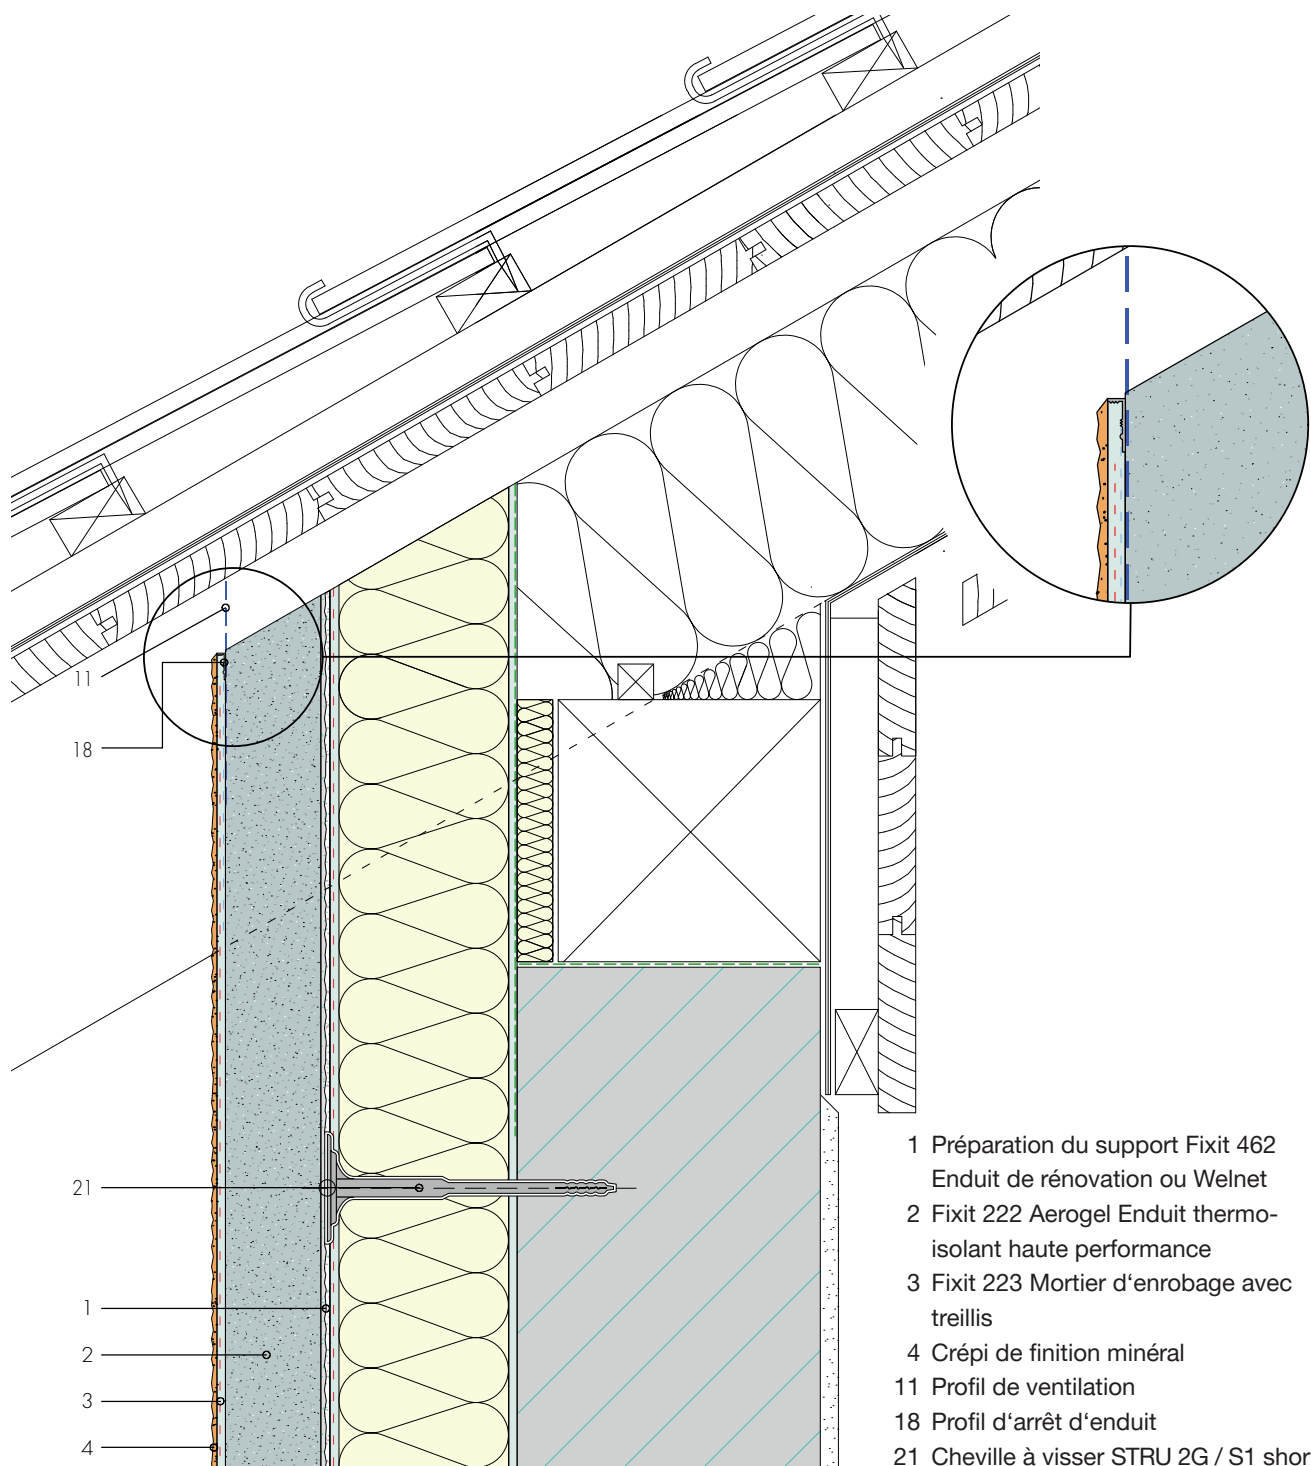 11
18
21
1
2
3
4
1 Préparation du support Fixit 462
Enduit de rénovation ou Welnet
2 Fixit 222 Aerogel Enduit thermo-
isolant haute performance
3 Fixit 223 Mortier d‘enrobage avec
treillis
4 Crépi de finition minéral
11 Profil de ventilation
18 Profil d‘arrêt d‘enduit
21 Cheville à visser STRU 2G / S1 shor